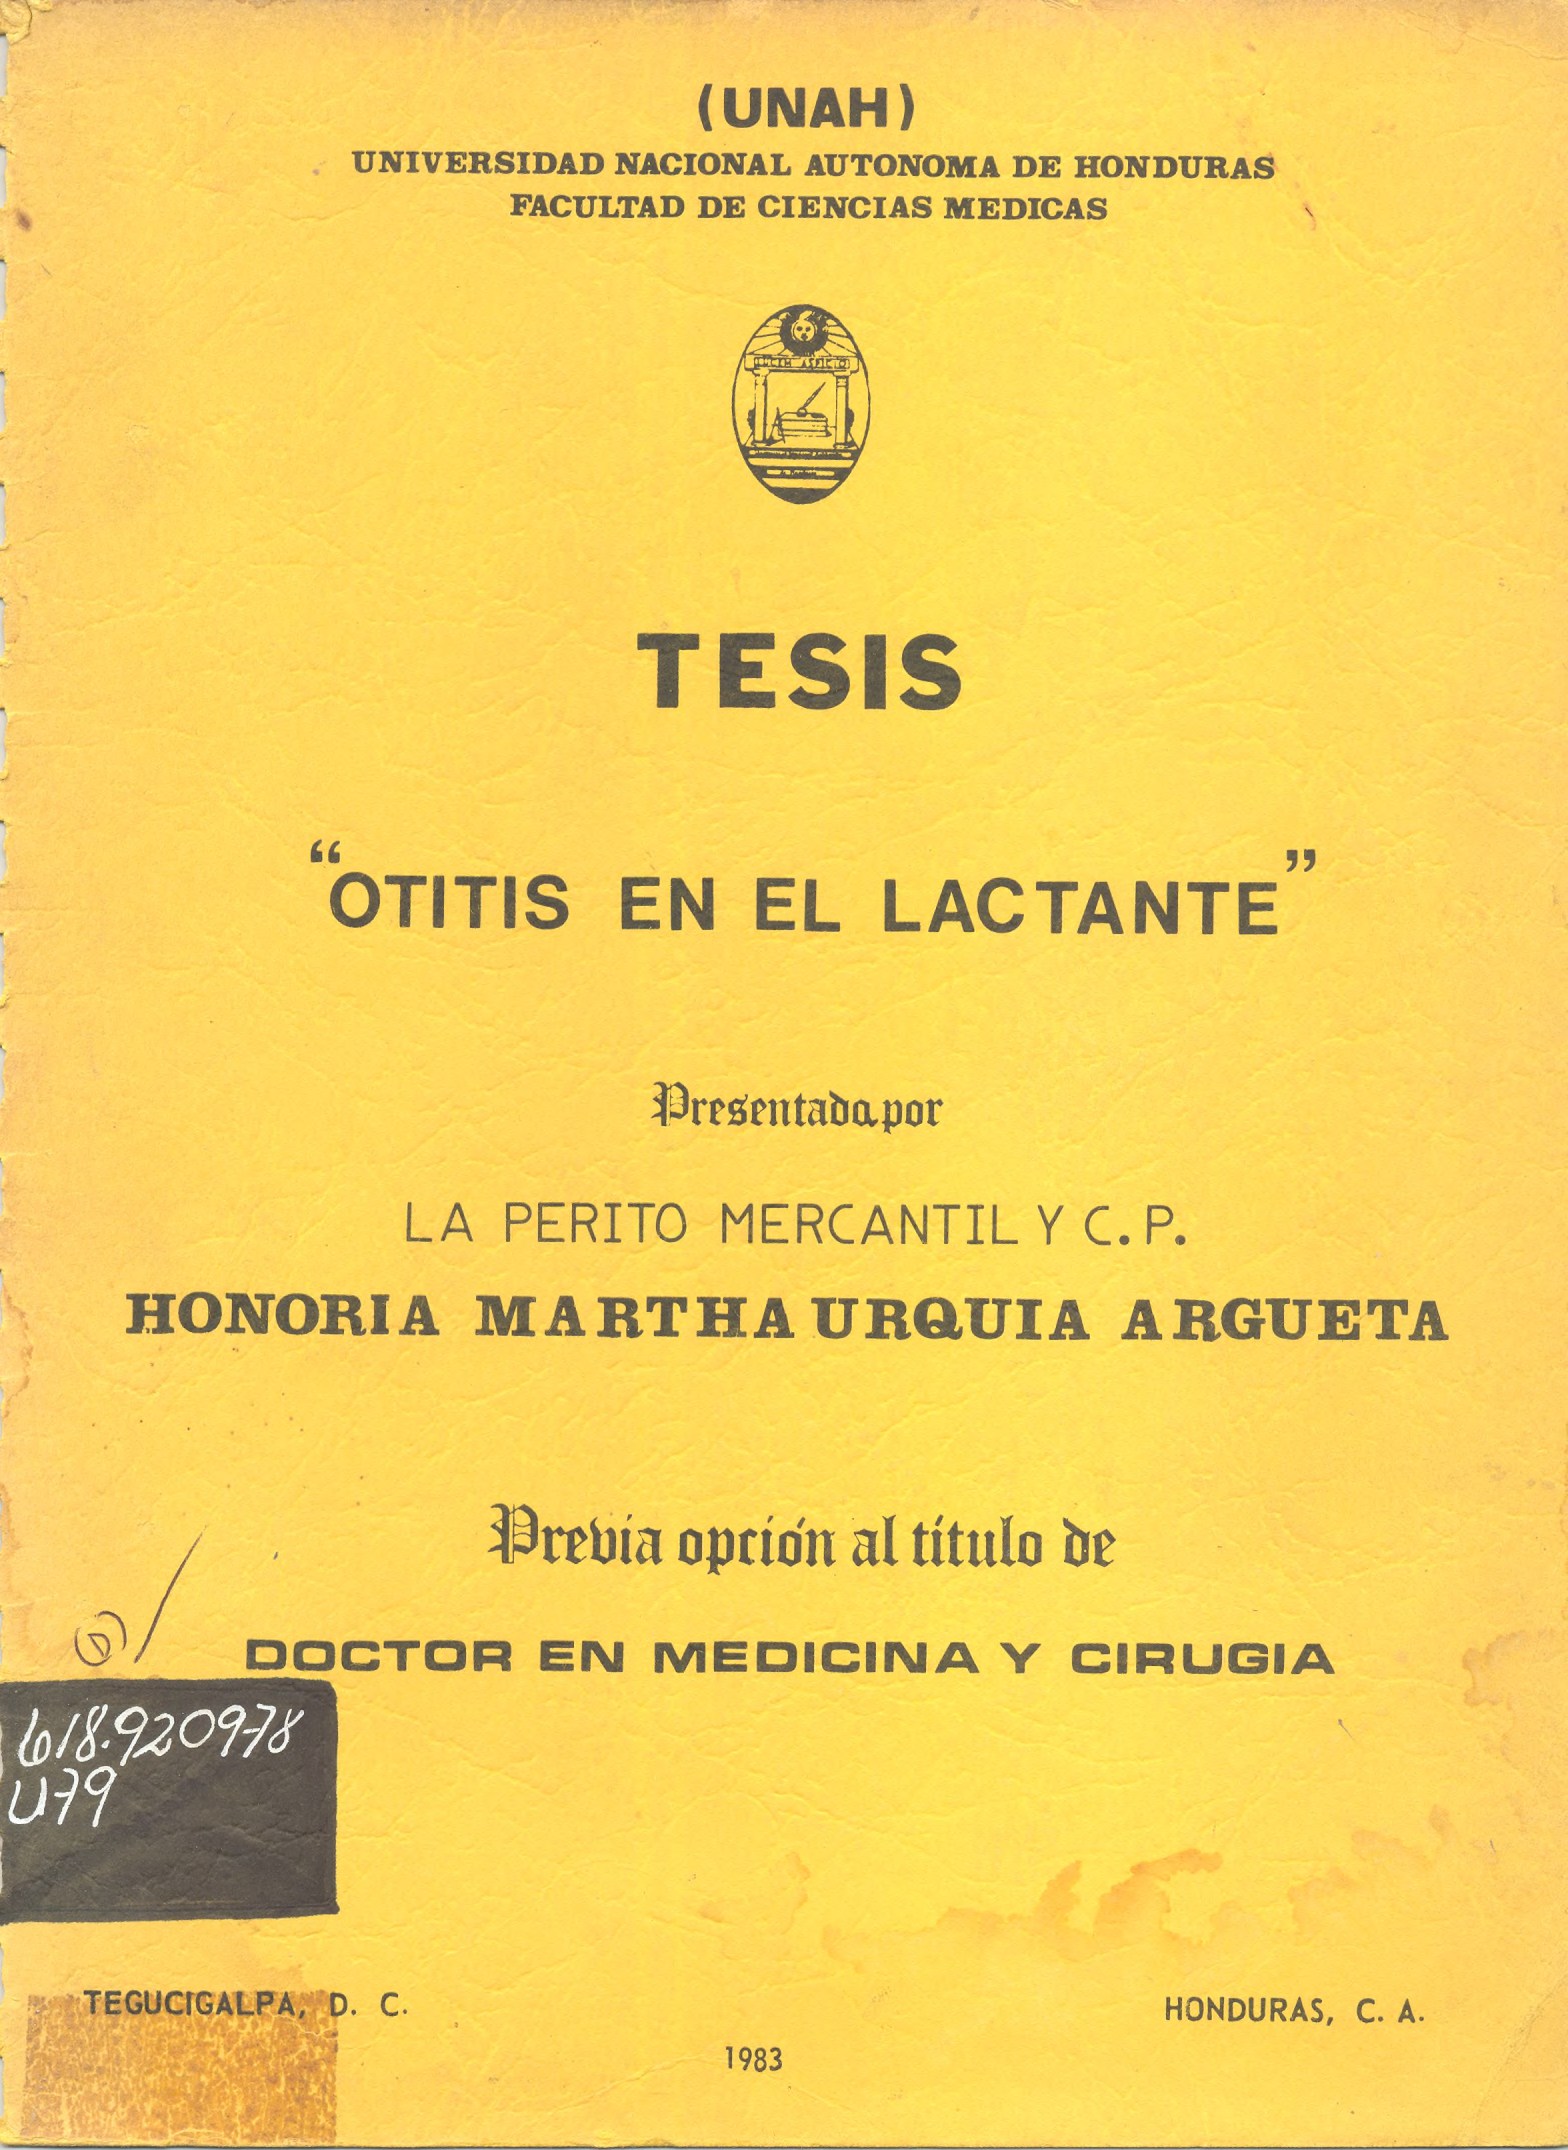 (UNAH)
UNIVERSIDAD NACIONAL AUTONOMA DE HONDURAS
FACULTAD DE CIENCIAS MEDICAS
LUCEM ASPICIO
TESIS
“OTITIS EN EL LACTANTE”
Presentada por
LA PERITO MERCANTIL Y C.P.
HONORIA MARTHA URQUIA ARGUETA
Previa opción al título de
DOCTOR EN MEDICINA Y CIRUGIA
618.920978
U79
TEGUCIGALPA, D. C.
HONDURAS, C. A.
1983